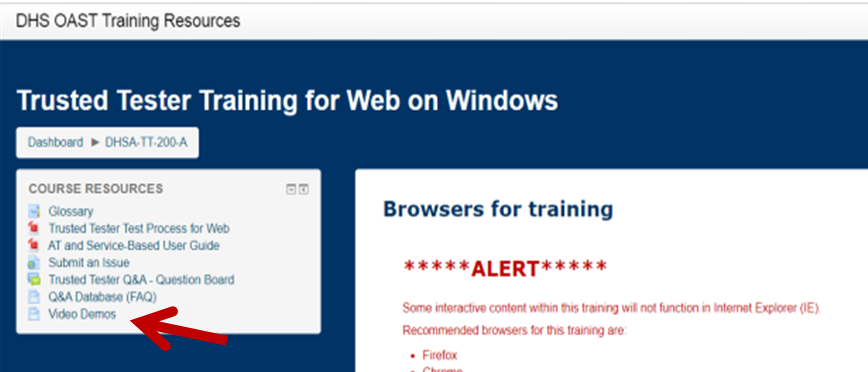 DHS OAST Training Resources
Trusted Tester Training for Web on Windows
Dashboard ▶ DHSA-TT-200-A
COURSE RESOURCES
Glossary
Trusted Tester Test Process for Web
AT and Service-Based User Guide
Submit an Issue
Trusted Tester Q&A - Question Board
Q&A Database (FAQ)
Video Demos
Browsers for training
*****ALERT*****
Some interactive content within this training will not function in Internet Explorer (IE).
Recommended browsers for this training are:
• Firefox
• Chrome